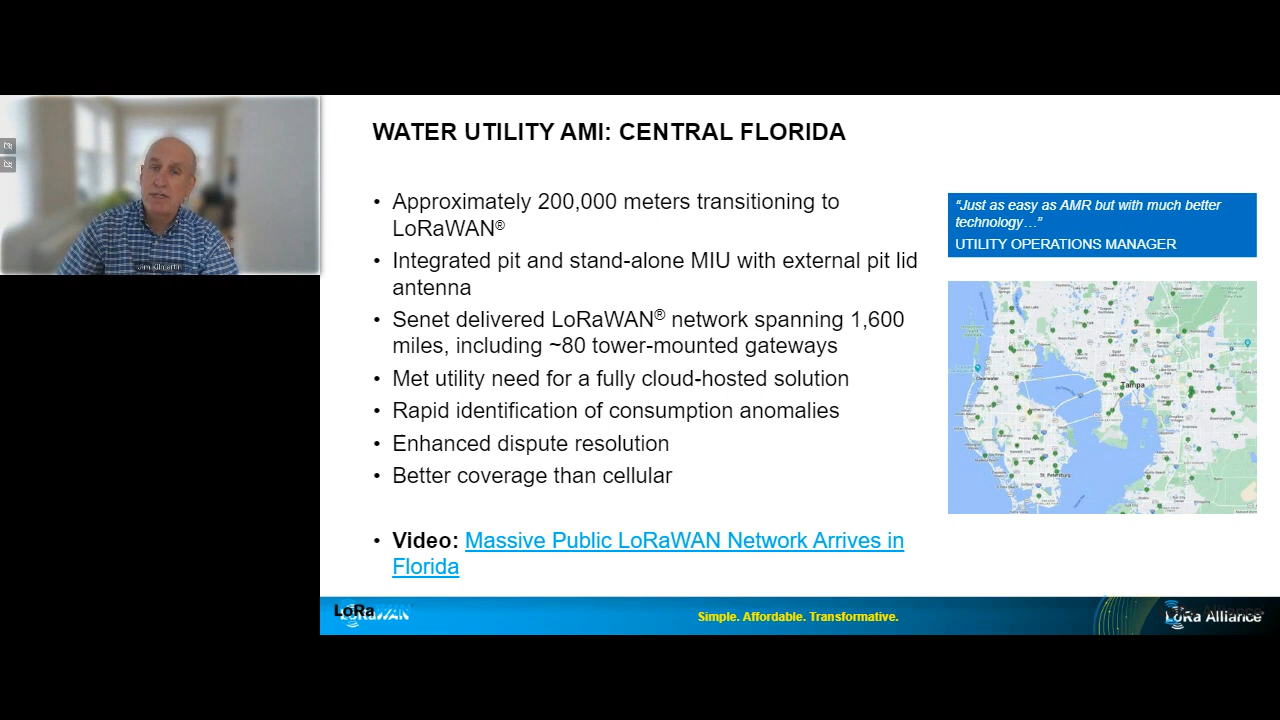 WATER UTILITY AMI: CENTRAL FLORIDA
• Approximately 200,000 meters transitioning to
LoRaWAN®
• Integrated pit and stand-alone MIU with external pit lid
antenna
• Senet delivered LoRaWAN® network spanning 1,600
miles, including ~80 tower-mounted gateways
• Met utility need for a fully cloud-hosted solution
• Rapid identification of consumption anomalies
• Enhanced dispute resolution
• Better coverage than cellular
• Video: Massive Public LoRaWAN Network Arrives in
Florida
“Just as easy as AMR but with much better
technology…”
UTILITY OPERATIONS MANAGER
Clearwater
Tampa
St. Petersburg
Jim Kilmartin
LoRaWAN
Simple. Affordable. Transformative.
LoRa Alliance